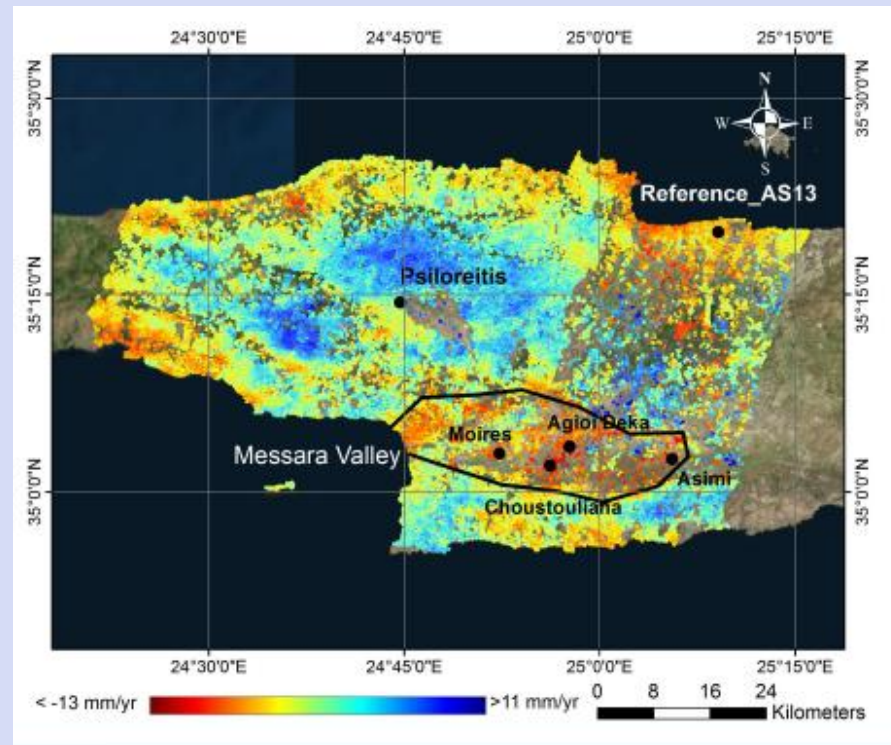 24°30'0"E 24°45'0"E 25°0'0"E 25°15'0"E
35°30'0"N
35°30'0"N
N
W E
S
Reference_AS13
Psiloreitis
35°15'0"N
35°15'0"N
Agioi Deka
Moires
Messara Valley
Asimi
Choustouliana
35°0'0"N
35°0'0"N
24°30'0"E 24°45'0"E 25°0'0"E 25°15'0"E
< -13 mm/yr >11 mm/yr
0 8 16 24
Kilometers